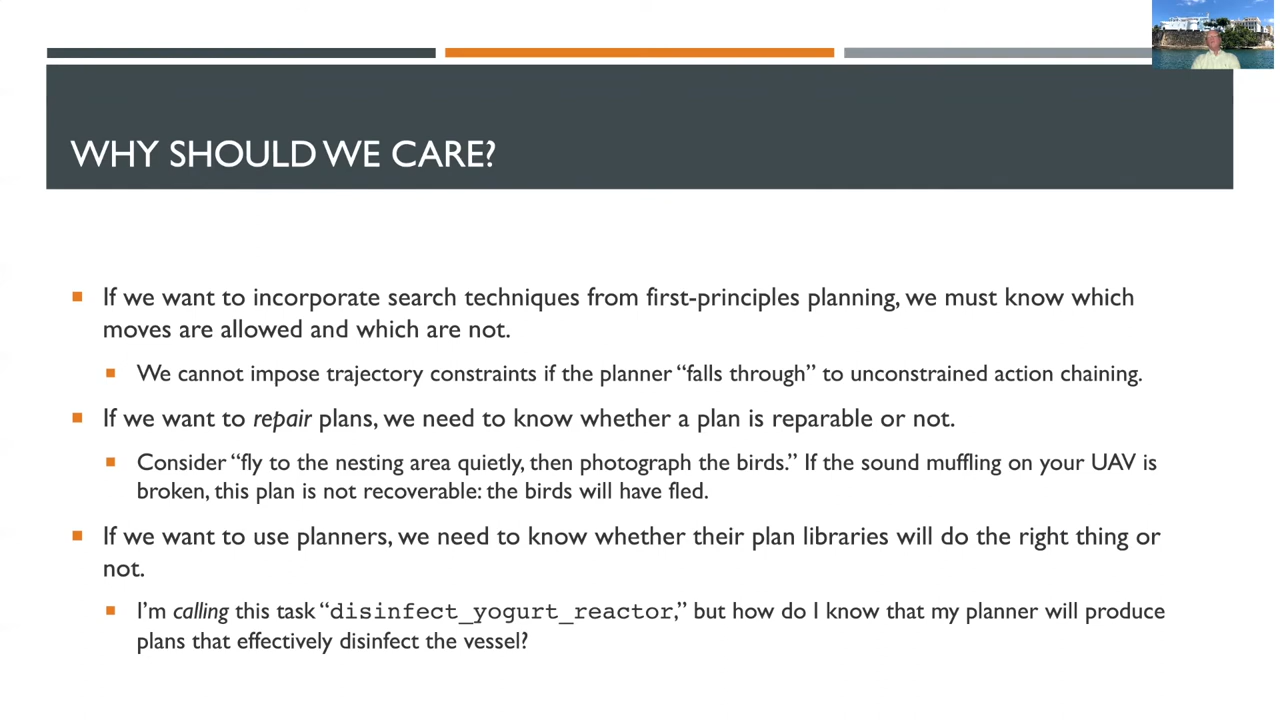 WHY SHOULD WE CARE?
If we want to incorporate search techniques from first-principles planning, we must know which
moves are allowed and which are not.
We cannot impose trajectory constraints if the planner “falls through” to unconstrained action chaining.
If we want to repair plans, we need to know whether a plan is reparable or not.
Consider “fly to the nesting area quietly, then photograph the birds.” If the sound muffling on your UAV is
broken, this plan is not recoverable: the birds will have fled.
If we want to use planners, we need to know whether their plan libraries will do the right thing or
not.
I’m calling this task “disinfect_yogurt_reactor,” but how do I know that my planner will produce
plans that effectively disinfect the vessel?